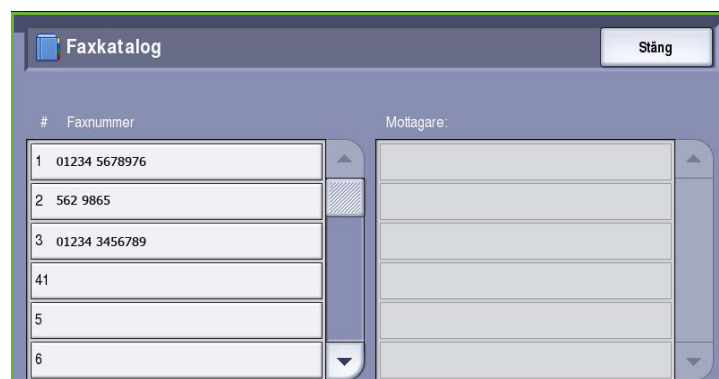 Faxkatalog
Stäng
# Faxnummer
Mottagare:
1 01234 5678976
2 562 9865
3 01234 3456789
41
5
6